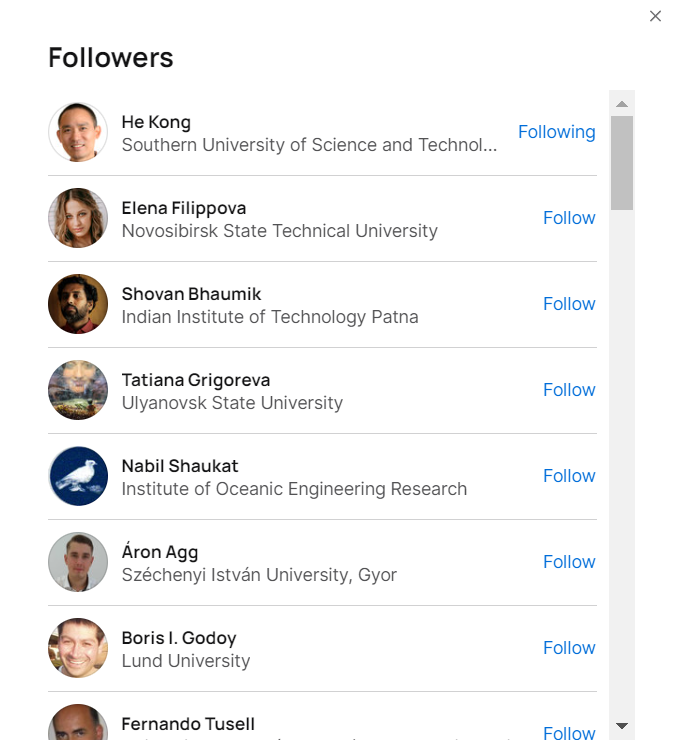 Followers
He Kong
Southern University of Science and Technol...
Following
Elena Filippova
Novosibirsk State Technical University
Follow
Shovan Bhaumik
Indian Institute of Technology Patna
Follow
Tatiana Grigoreva
Ulyanovsk State University
Follow
Nabil Shaukat
Institute of Oceanic Engineering Research
Follow
Áron Agg
Széchenyi István University, Gyor
Follow
Boris I. Godoy
Lund University
Follow
Fernando Tusell
Follow